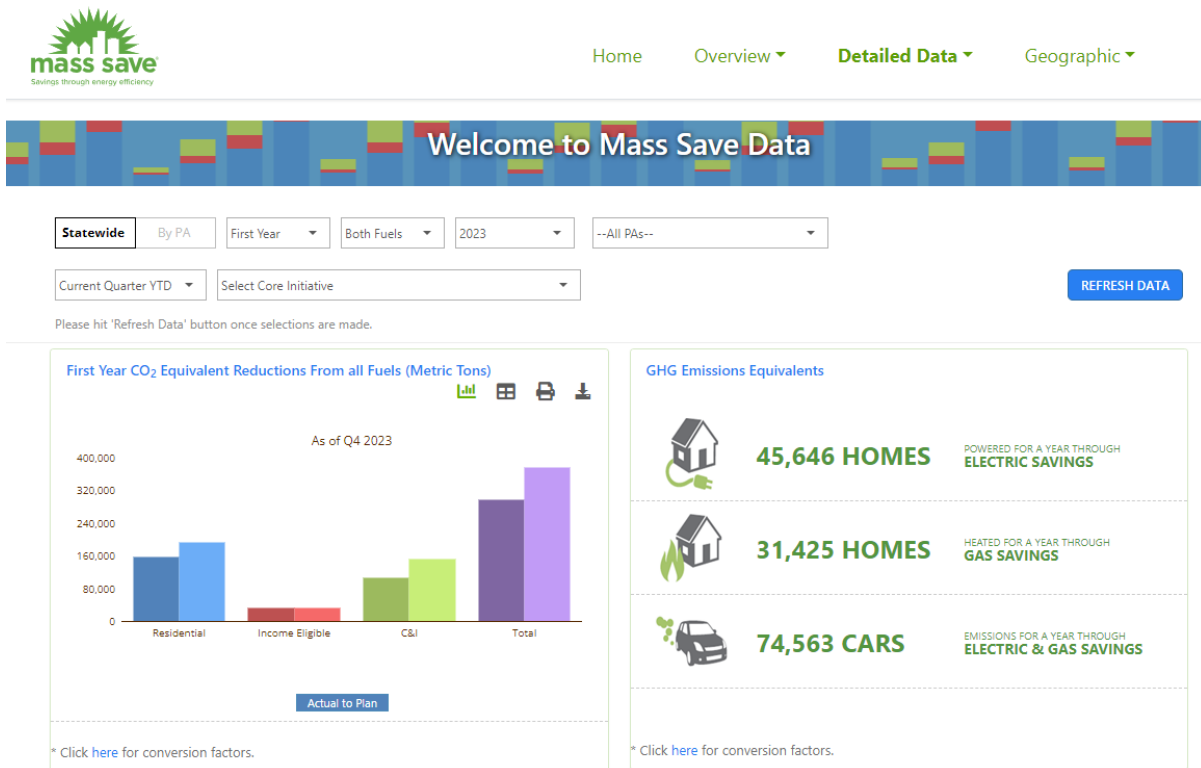 mass save
Savings through energy efficiency
Home
Overview
Detailed Data
Geographic
Welcome to Mass Save Data
Statewide
By PA
First Year
Both Fuels
2023
--All PAs--
Current Quarter YTD
Select Core Initiative
REFRESH DATA
Please hit 'Refresh Data' button once selections are made.
First Year CO2 Equivalent Reductions From all Fuels (Metric Tons)
As of Q4 2023
400,000
320,000
240,000
160,000
80,000
0
Residential
Income Eligible
C&I
Total
Actual to Plan
* Click here for conversion factors.
GHG Emissions Equivalents
45,646 HOMES
POWERED FOR A YEAR THROUGH
ELECTRIC SAVINGS
31,425 HOMES
HEATED FOR A YEAR THROUGH
GAS SAVINGS
74,563 CARS
EMISSIONS FOR A YEAR THROUGH
ELECTRIC & GAS SAVINGS
* Click here for conversion factors.